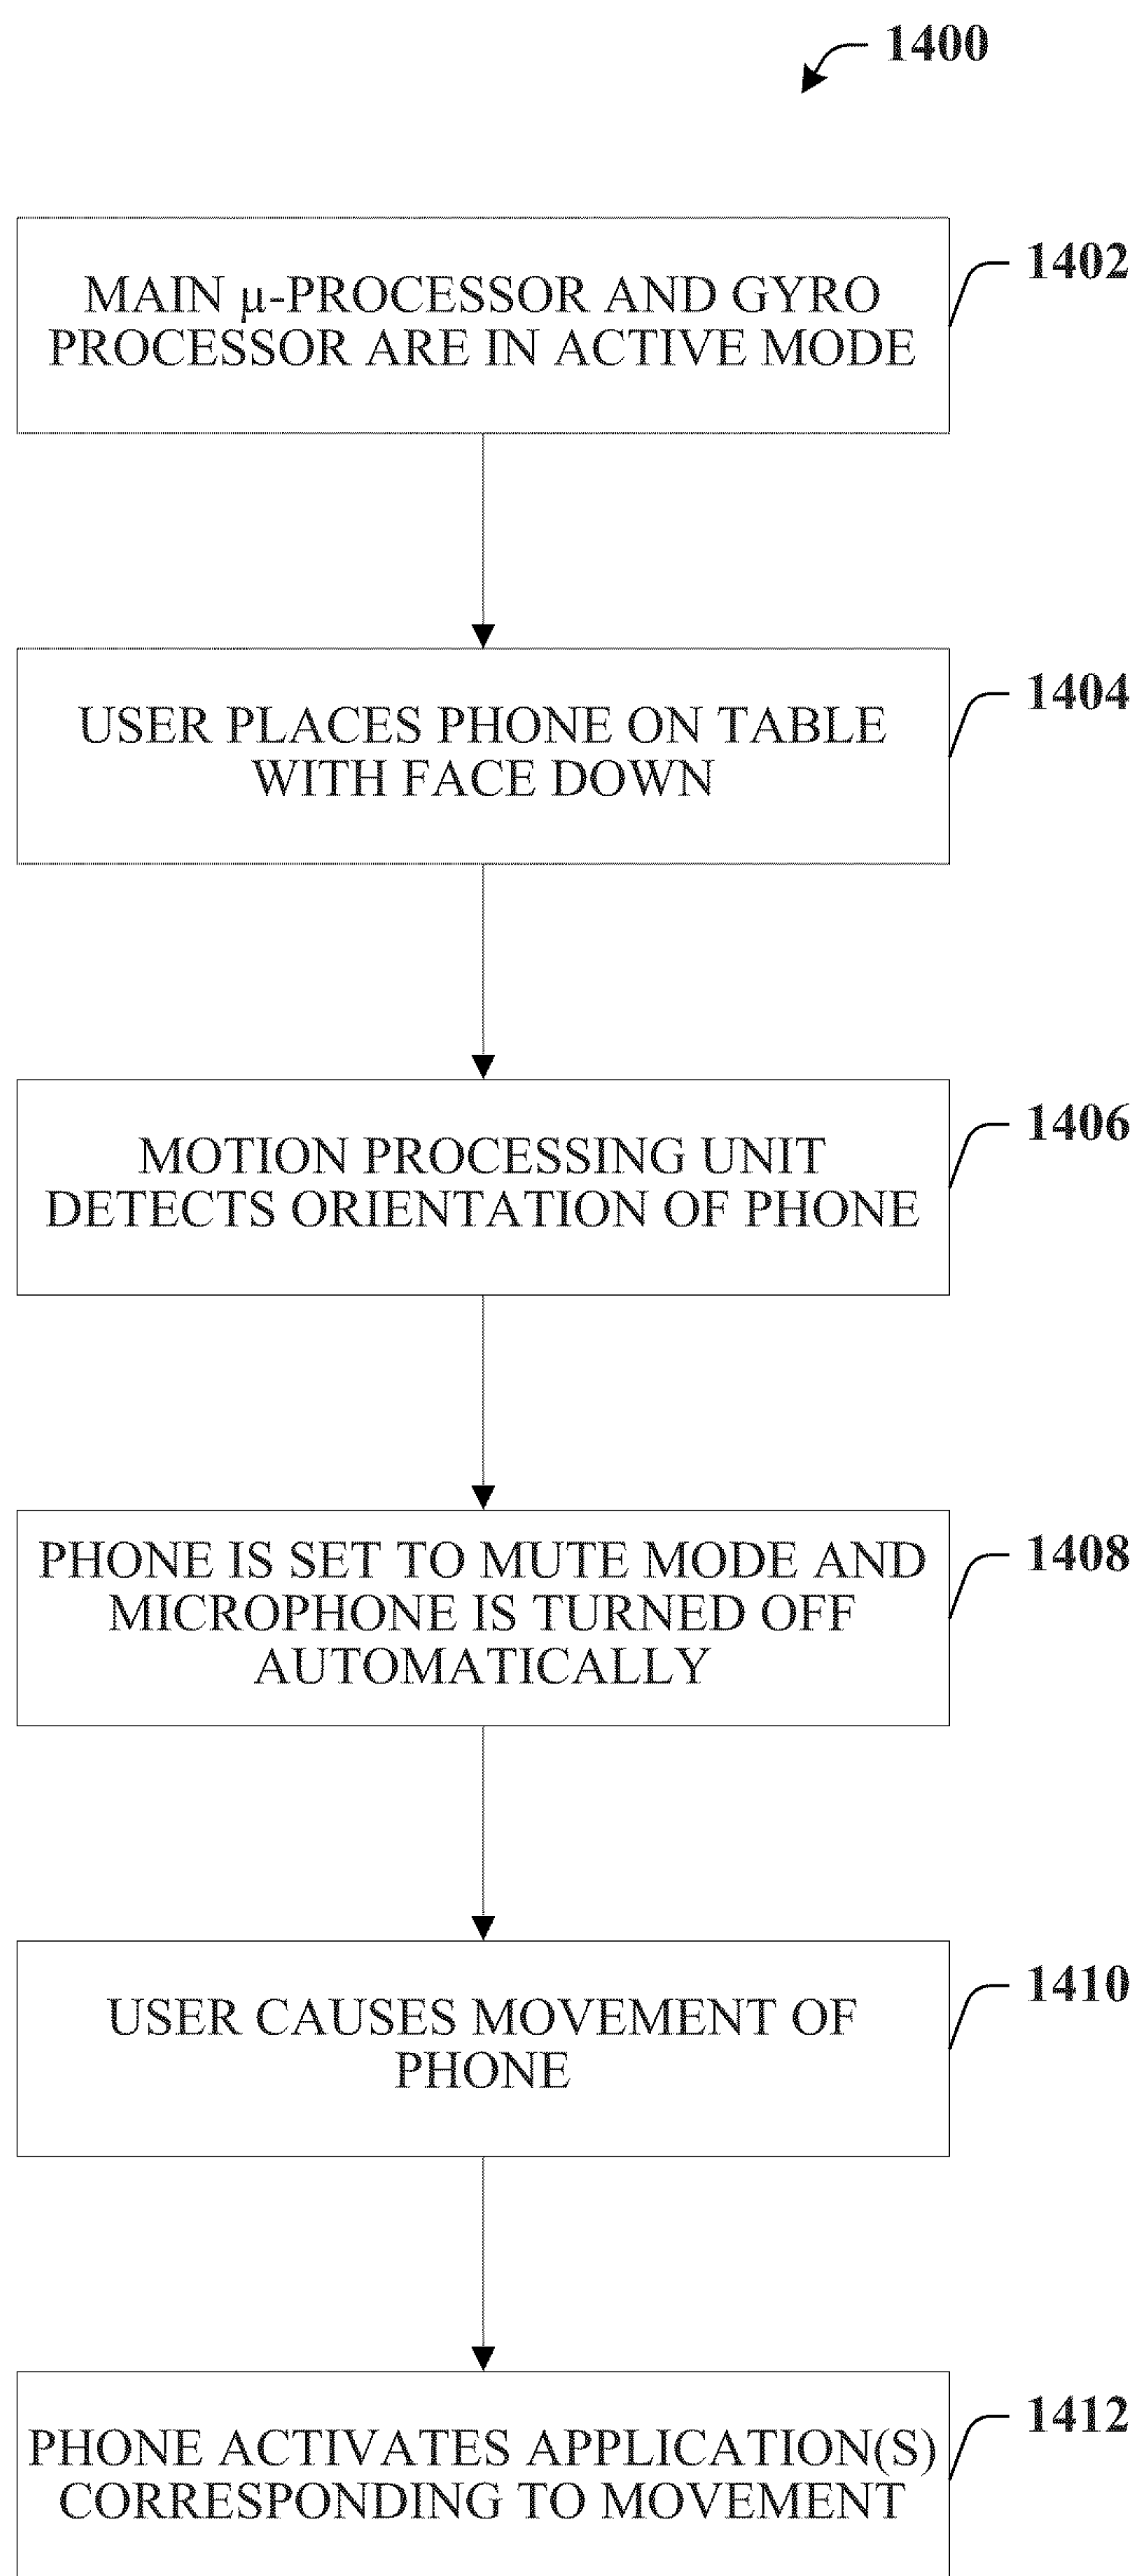 1400
MAIN μ-PROCESSOR AND GYRO
PROCESSOR ARE IN ACTIVE MODE
1402
USER PLACES PHONE ON TABLE
WITH FACE DOWN
1404
MOTION PROCESSING UNIT
DETECTS ORIENTATION OF PHONE
1406
PHONE IS SET TO MUTE MODE AND
MICROPHONE IS TURNED OFF
AUTOMATICALLY
1408
USER CAUSES MOVEMENT OF
PHONE
1410
PHONE ACTIVATES APPLICATION(S)
CORRESPONDING TO MOVEMENT
1412